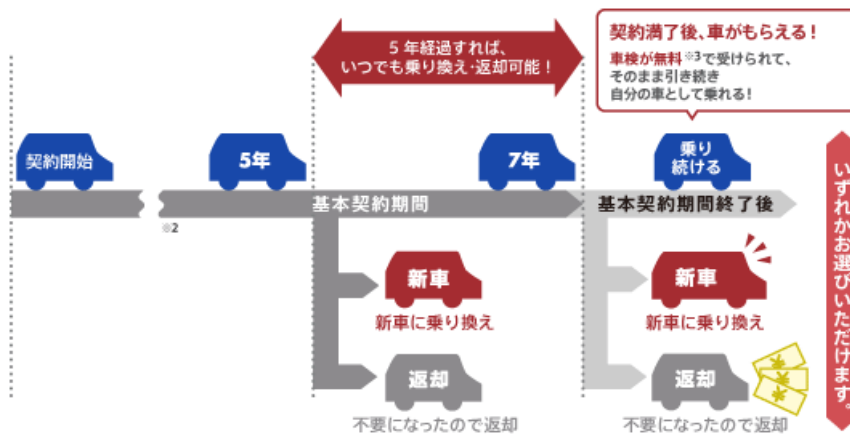 5年経過すれば、
いつでも乗り換え・返却可能！
契約満了後、車がもらえる！
車検が無料※3で受けられて、
そのまま引き続き
自分の車として乗れる！
契約開始
5年
7年
乗り
続ける
基本契約期間
基本契約期間終了後
※2
新車
新車に乗り換え
返却
不要になったので返却
新車
新車に乗り換え
返却
不要になったので返却
いずれかお選びいただけます。